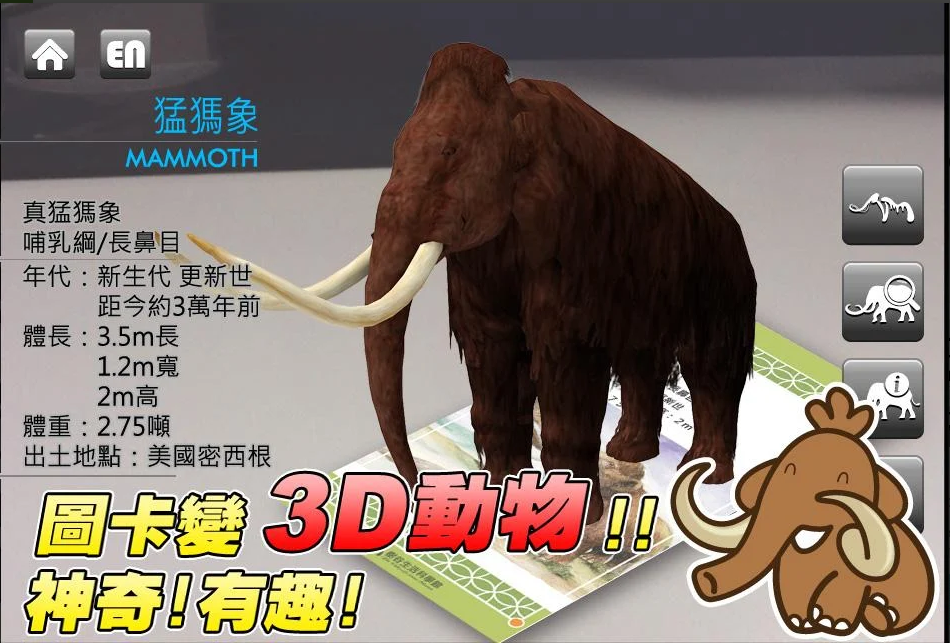 EN
猛獁象
MAMMOTH
真猛獁象
哺乳綱/長鼻目
年代：新生代 更新世
距今約3萬年前
體長：3.5m長
1.2m寬
2m高
體重：2.75噸
出土地點：美國密西根
圖卡變3D動物!!
神奇!有趣!